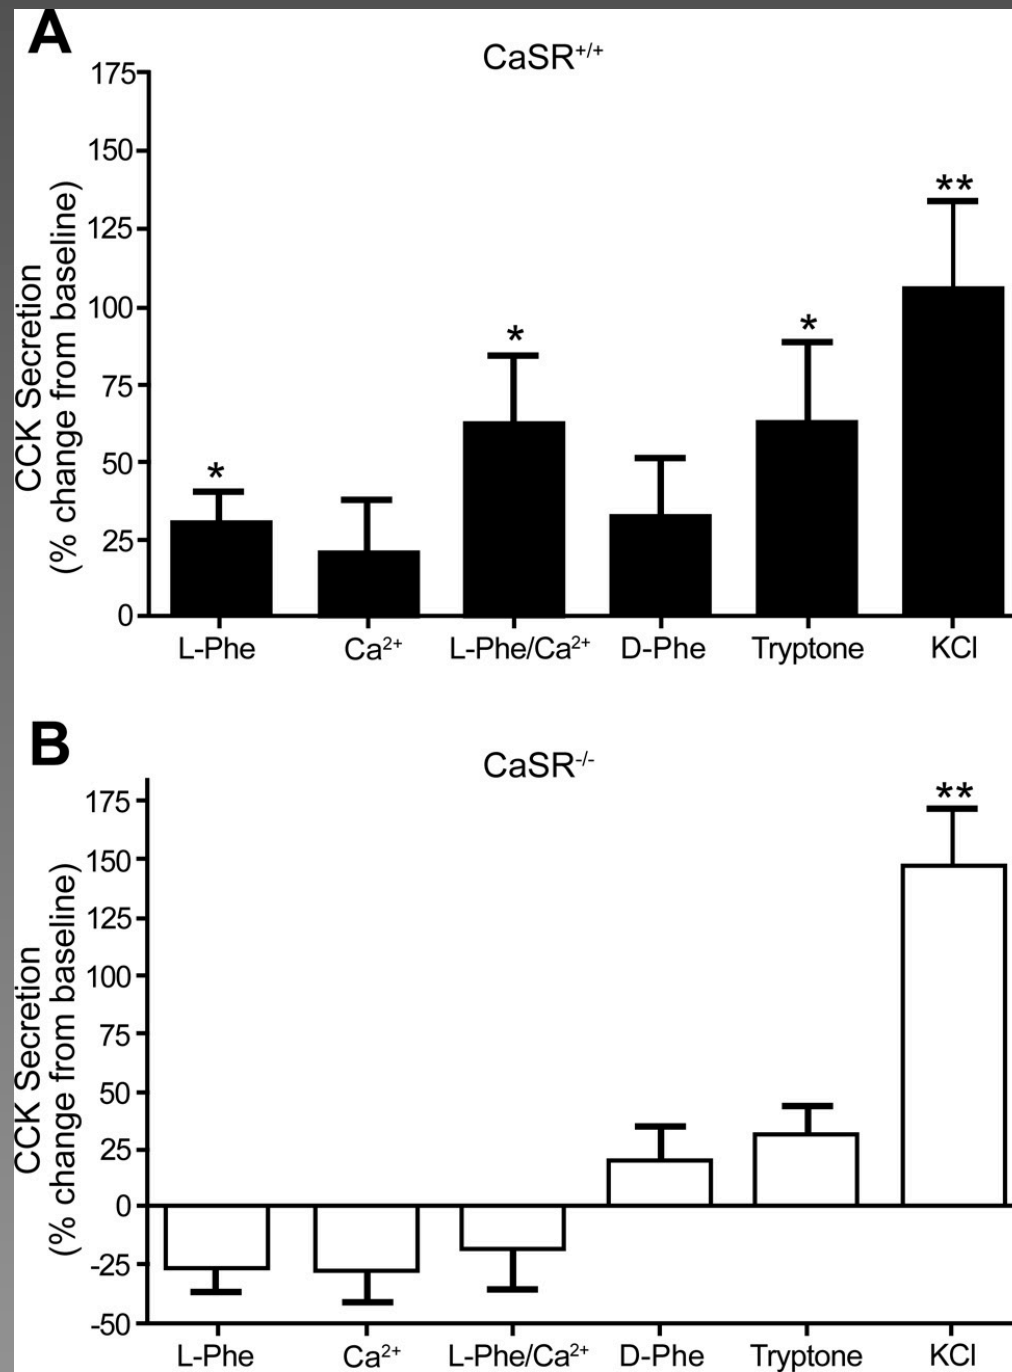 A
CaSR+/+
CCK Secretion
(% change from baseline)
175
150
125
100
75
50
25
0
*
*
*
**
L-Phe Ca2+ L-Phe/Ca2+ D-Phe Tryptone KCl
B
CaSR-/-
CCK Secretion
(% change from baseline)
175
150
125
100
75
50
25
0
-25
-50
**
L-Phe Ca2+ L-Phe/Ca2+ D-Phe Tryptone KCl